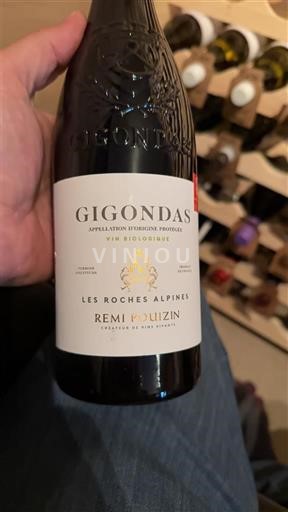 GIGONDAS
GIGONDAS
APPELLATION D'ORIGINE PROTÉGÉE
VIN BIOLOGIQUE
VINIOU
LES ROCHES ALPINES
REMI POUIZIN
CRÉATEUR DE VINS VIVANTS